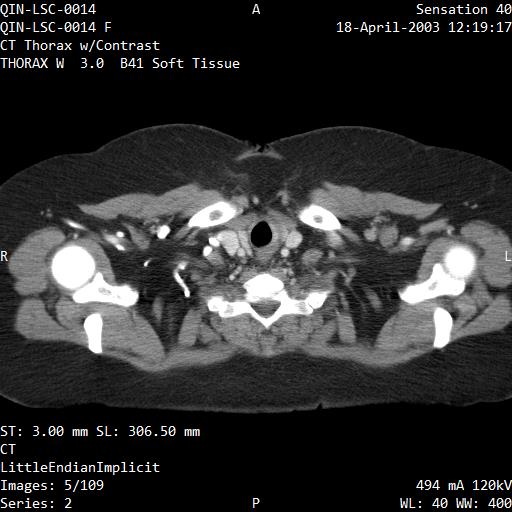 QIN-LSC-0014
A
Sensation 40
QIN-LSC-0014 F
18-April-2003 12:19:17
CT Thorax w/Contrast
THORAX W 3.0 B41 Soft Tissue
R
L
ST: 3.00 mm SL: 306.50 mm
CT
LittleEndianImplicit
Images: 5/109
494 mA 120kV
Series: 2
P
WL: 40 WW: 400